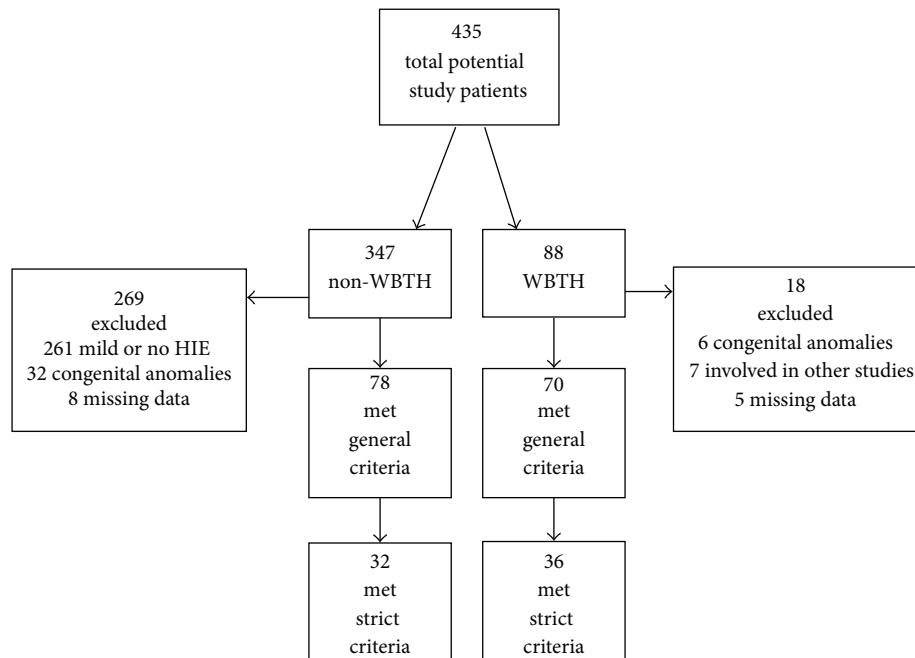 435
total potential
study patients
347
non-WBTH
88
WBTH
269
excluded
261 mild or no HIE
32 congenital anomalies
8 missing data
18
excluded
6 congenital anomalies
7 involved in other studies
5 missing data
78
met
general
criteria
70
met
general
criteria
32
met
strict
criteria
36
met
strict
criteria